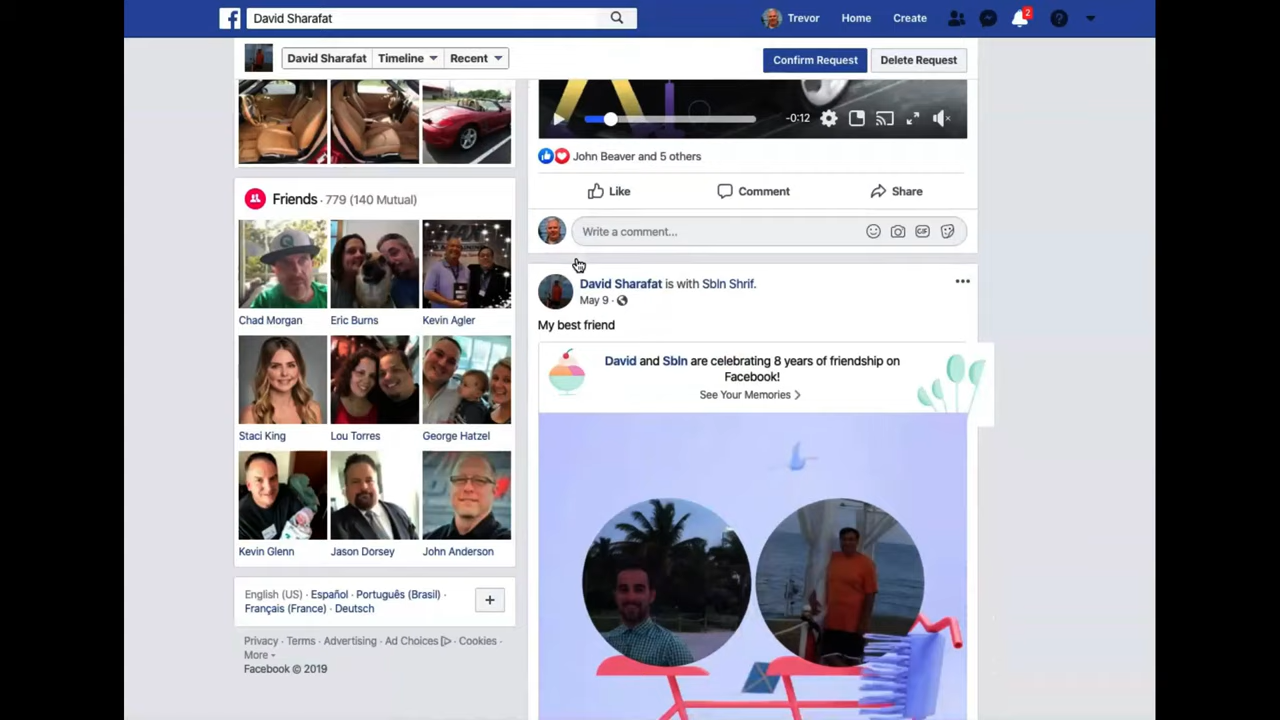 David Sharafat
Trevor
Home
Create
2
David Sharafat
Timeline
Recent
Confirm Request
Delete Request
-0:12
John Beaver and 5 others
Like
Comment
Share
Friends · 779 (140 Mutual)
Write a comment...
GIF
Chad Morgan
Eric Burns
Kevin Agler
David Sharafat is with Sbln Shrif.
May 9 ·
My best friend
David and Sbln are celebrating 8 years of friendship on
Facebook!
See Your Memories
Staci King
Lou Torres
George Hatzel
Kevin Glenn
Jason Dorsey
John Anderson
English (US) · Español · Português (Brasil) ·
Français (France) · Deutsch
Privacy · Terms · Advertising · Ad Choices · Cookies ·
More
Facebook © 2019